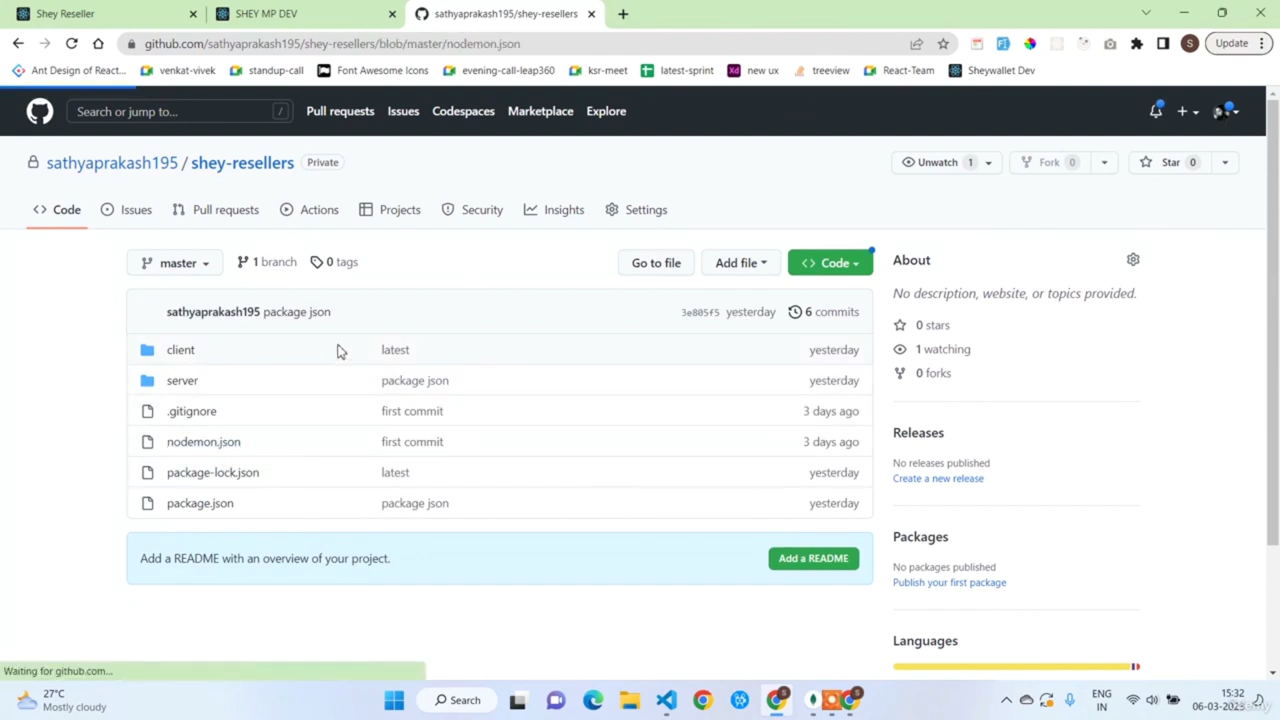 Shey Reseller
SHEY MP DEV
sathyaprakash195/shey-resellers
github.com/sathyaprakash195/shey-resellers/blob/master/nodemon.json
Update
Ant Design of React...
venkat-vivek
standup-call
Font Awesome Icons
evening-call-leap360
ksr-meet
latest-sprint
Xd new ux
treeview
React-Team
Sheywallet Dev
Search or jump to...
/
Pull requests
Issues
Codespaces
Marketplace
Explore
sathyaprakash195 / shey-resellers Private
Unwatch 1
Fork 0
Star 0
Code
Issues
Pull requests
Actions
Projects
Security
Insights
Settings
master
1 branch
0 tags
Go to file
Add file
Code
sathyaprakash195 package json 3e805f5 yesterday 6 commits
client latest yesterday
server package json yesterday
.gitignore first commit 3 days ago
nodemon.json first commit 3 days ago
package-lock.json latest yesterday
package.json package json yesterday
Add a README with an overview of your project.
Add a README
About
No description, website, or topics provided.
0 stars
1 watching
0 forks
Releases
No releases published
Create a new release
Packages
No packages published
Publish your first package
Languages
Waiting for github.com...
27°C
Mostly cloudy
Search
ENG
IN
15:32